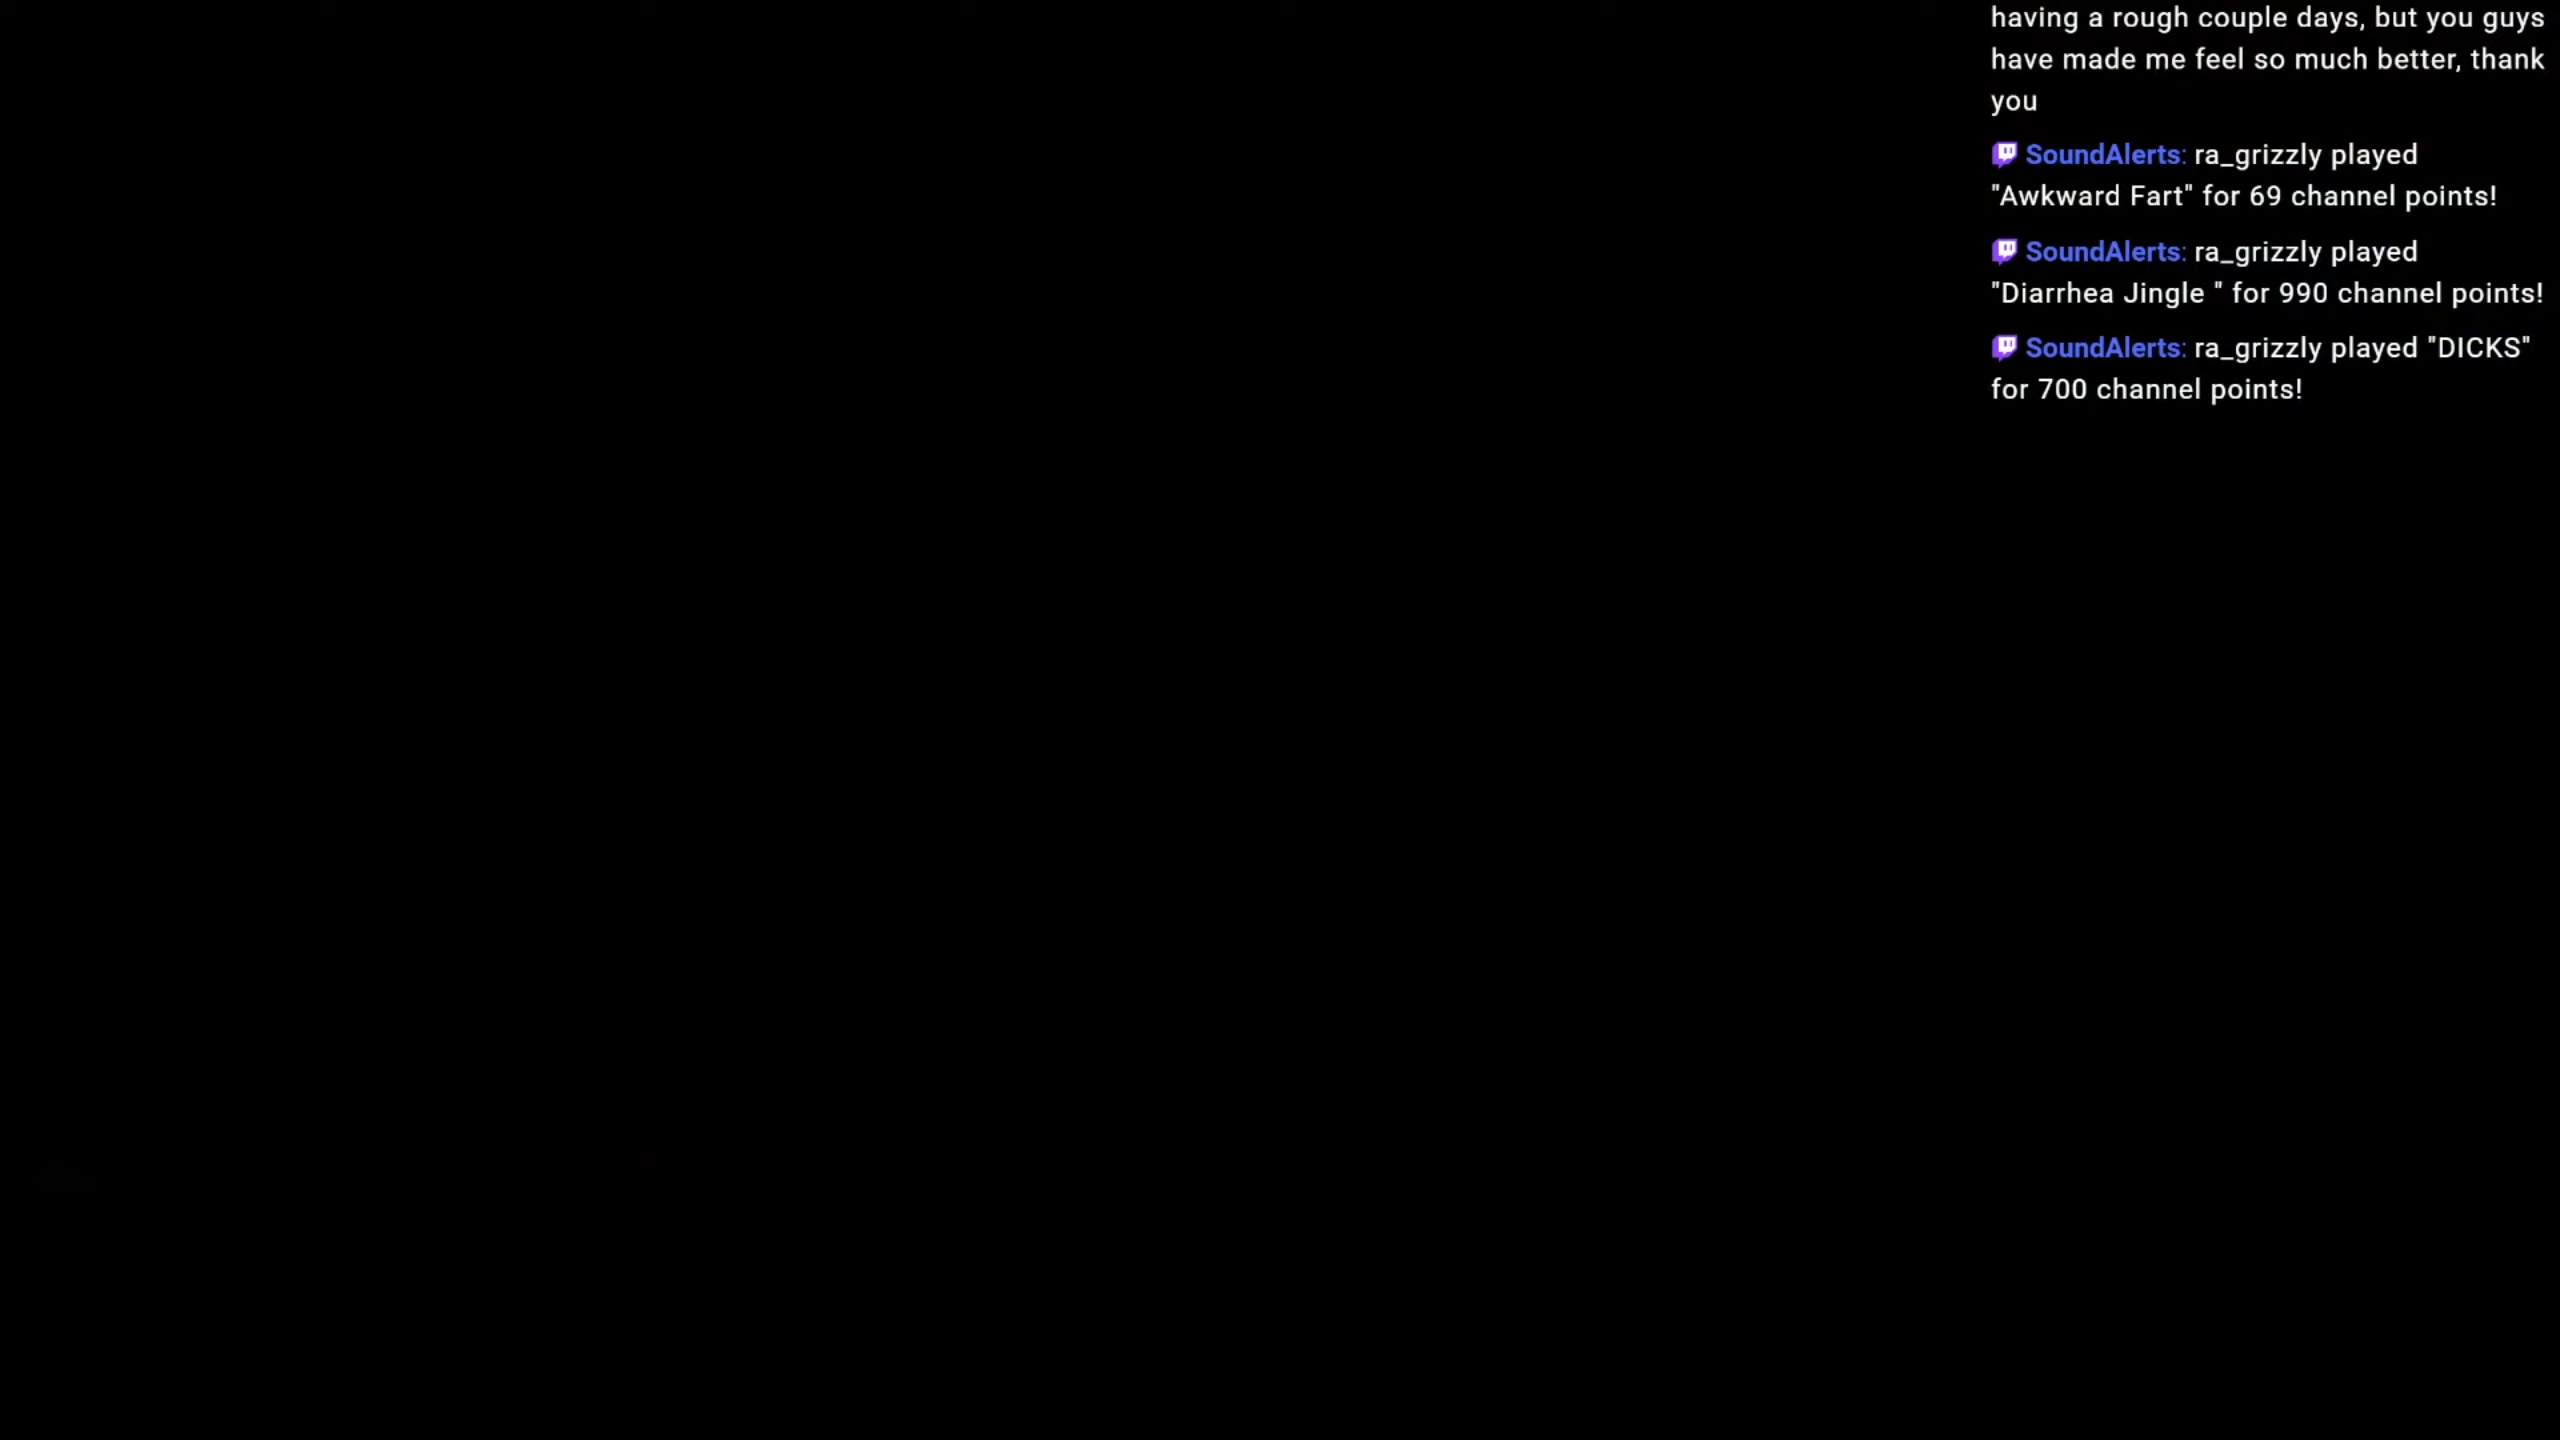 having a rough couple days, but you guys
have made me feel so much better, thank
you
SoundAlerts: ra_grizzly played
"Awkward Fart" for 69 channel points!
SoundAlerts: ra_grizzly played
"Diarrhea Jingle " for 990 channel points!
SoundAlerts: ra_grizzly played "DICKS"
for 700 channel points!